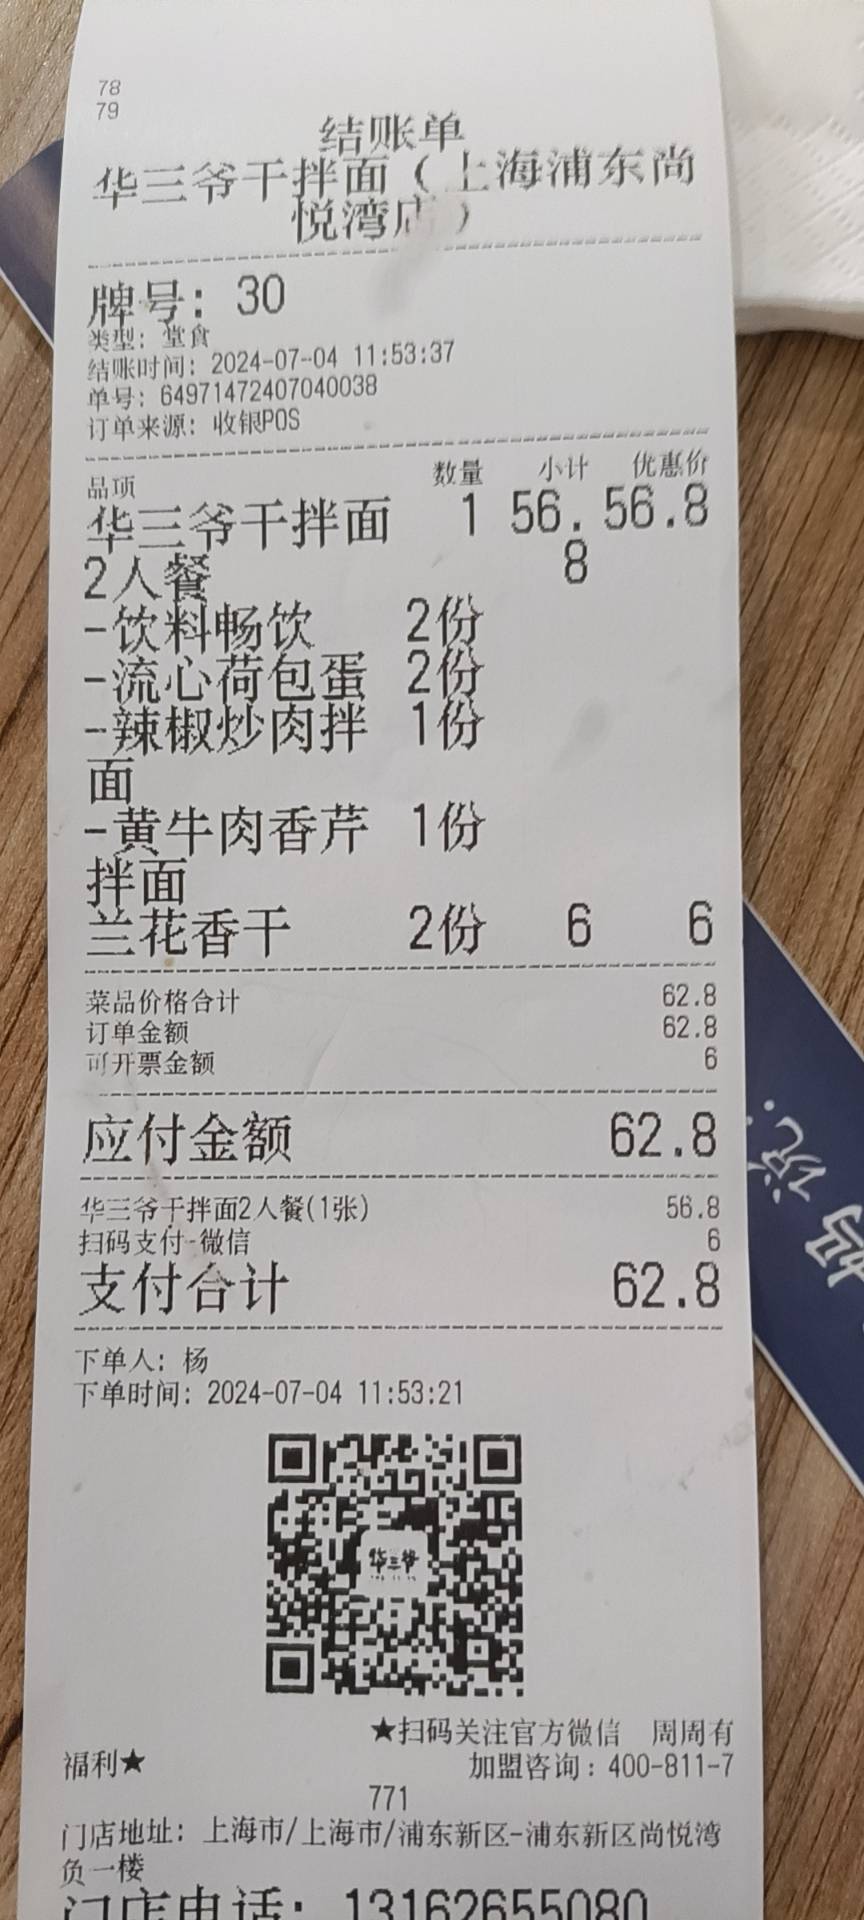 78
79
结账单
华三爷干拌面（上海浦东尚
悦湾店）
牌号: 30
类型: 堂食
结账时间: 2024-07-04 11:53:37
单号: 64971472407040038
订单来源: 收银POS
品项 数量 小计 优惠价
华三爷干拌面 1 56. 56.8
2人餐 8
-饮料畅饮 2份
-流心荷包蛋 2份
-辣椒炒肉拌 1份
面
-黄牛肉香芹 1份
拌面
兰花香干 2份 6 6
菜品价格合计 62.8
订单金额 62.8
可开票金额 6
应付金额 62.8
华三爷干拌面2人餐(1张) 56.8
扫码支付-微信 6
支付合计 62.8
下单人: 杨
下单时间: 2024-07-04 11:53:21
华三爷
★扫码关注官方微信 周周有
福利★ 加盟咨询: 400-811-7
771
门店地址: 上海市/上海市/浦东新区-浦东新区尚悦湾
负一楼
门店电话: 13162655080
说: